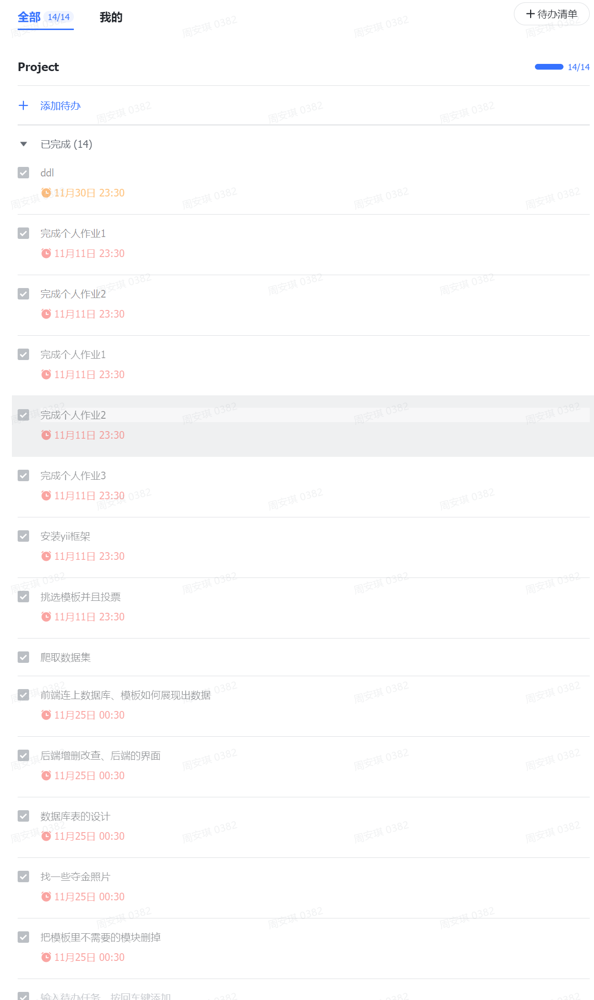 全部 14/14 我的 + 待办清单
Project 14/14
+ 添加待办
已完成 (14)
ddl
11月30日 23:30
完成个人作业1
11月11日 23:30
完成个人作业2
11月11日 23:30
完成个人作业1
11月11日 23:30
完成个人作业2
11月11日 23:30
完成个人作业3
11月11日 23:30
安装yii框架
11月11日 23:30
挑选模板并且投票
11月11日 23:30
爬取数据集
前端连上数据库、模板如何展现出数据
11月25日 00:30
后端增删改查、后端的界面
11月25日 00:30
数据库表的设计
11月25日 00:30
找一些夺金照片
11月25日 00:30
把模板里不需要的模块删掉
11月25日 00:30
输入待办任务，按回车键添加
周安琪 0382